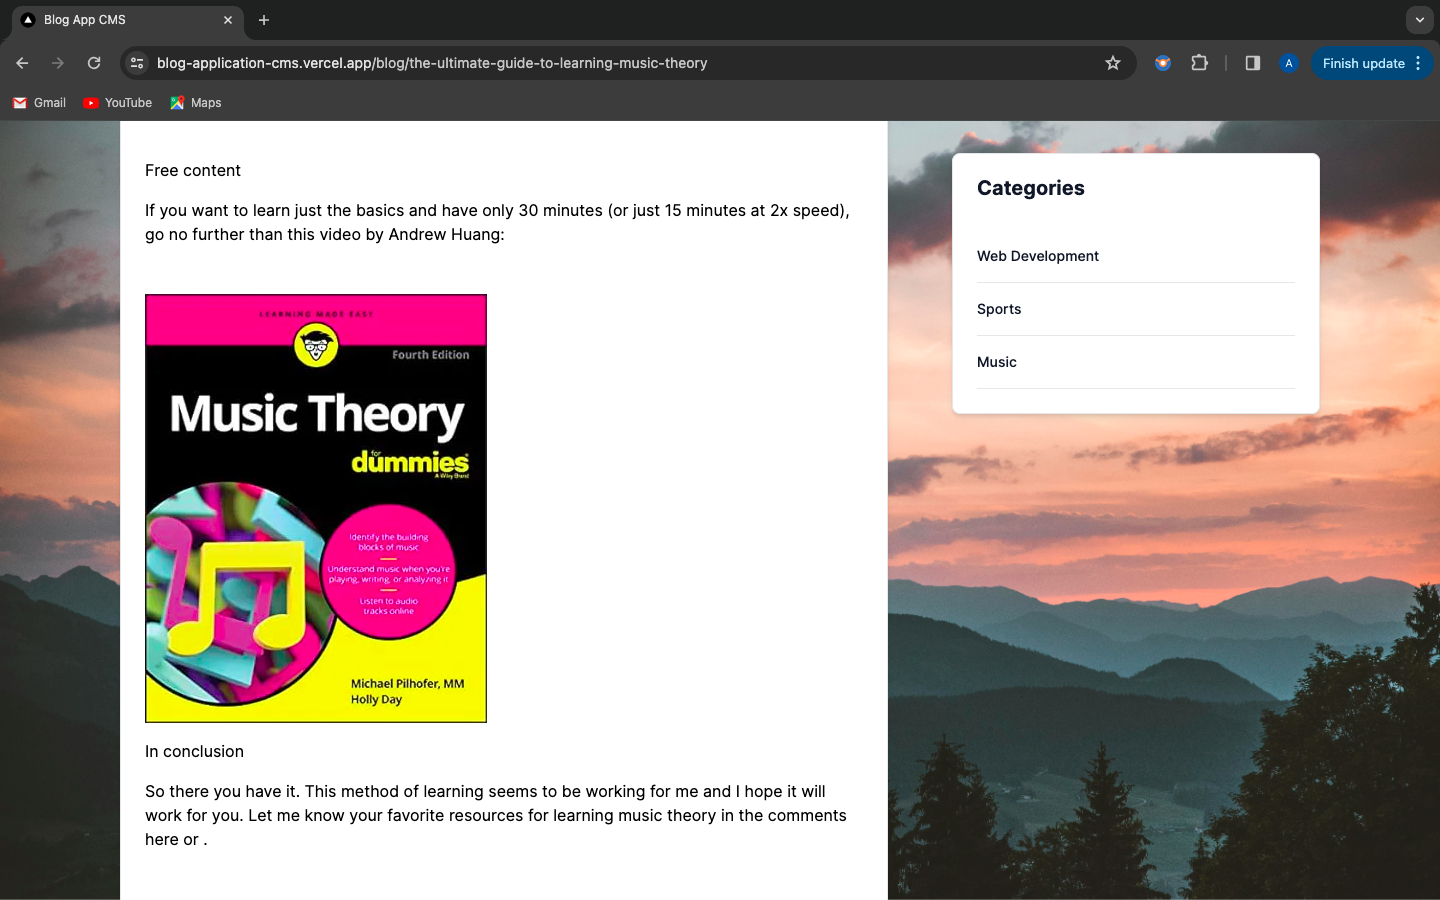 Blog App CMS
blog-application-cms.vercel.app/blog/the-ultimate-guide-to-learning-music-theory
A
Finish update
Gmail
YouTube
Maps
Free content
If you want to learn just the basics and have only 30 minutes (or just 15 minutes at 2x speed),
go no further than this video by Andrew Huang:
LEARNING MADE EASY
Fourth Edition
Music Theory
for
dummies
A Wiley Brand
Identify the building
blocks of music
Understand music when you're
playing, writing, or analyzing it
Listen to audio
tracks online
Michael Pilhofer, MM
Holly Day
In conclusion
So there you have it. This method of learning seems to be working for me and I hope it will
work for you. Let me know your favorite resources for learning music theory in the comments
here or .
Categories
Web Development
Sports
Music